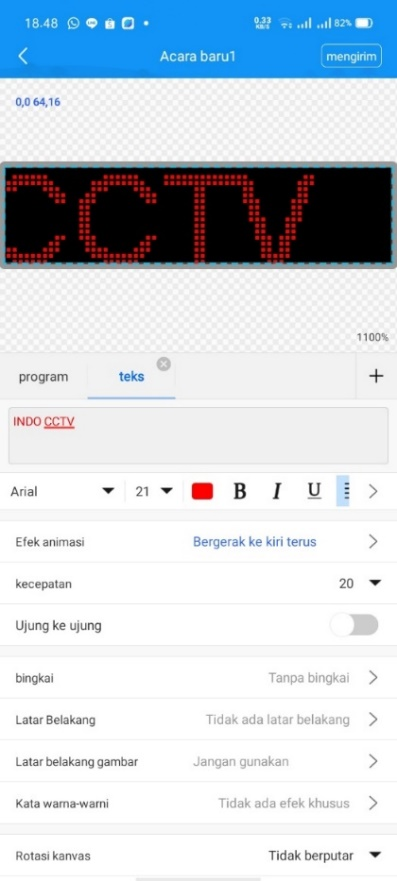 18.48
0.33 KB/S
82%
Acara baru1
mengirim
0,0 64,16
CCTV
1100%
program
teks
+
INDO CCTV
Arial
21
B
I
U
Efek animasi
Bergerak ke kiri terus
kecepatan
20
Ujung ke ujung
bingkai
Tanpa bingkai
Latar Belakang
Tidak ada latar belakang
Latar belakang gambar
Jangan gunakan
Kata warna-warni
Tidak ada efek khusus
Rotasi kanvas
Tidak berputar